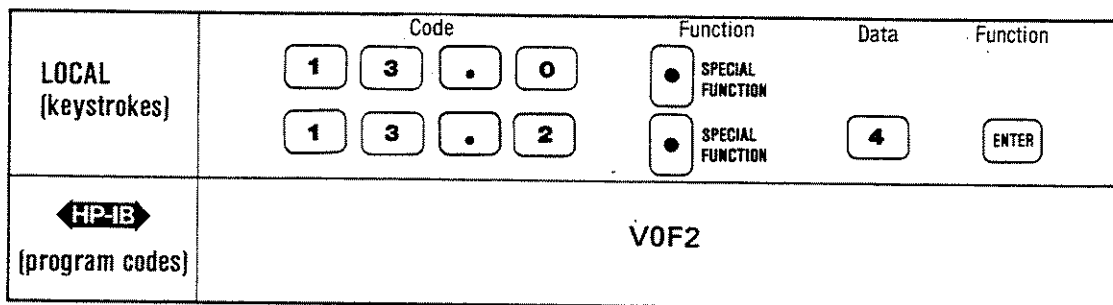 Code Function Data Function
LOCAL
(keystrokes)
1 3 . 0 SPECIAL FUNCTION
1 3 . 2 SPECIAL FUNCTION 4 ENTER
HP-IB
(program codes)
V0F2